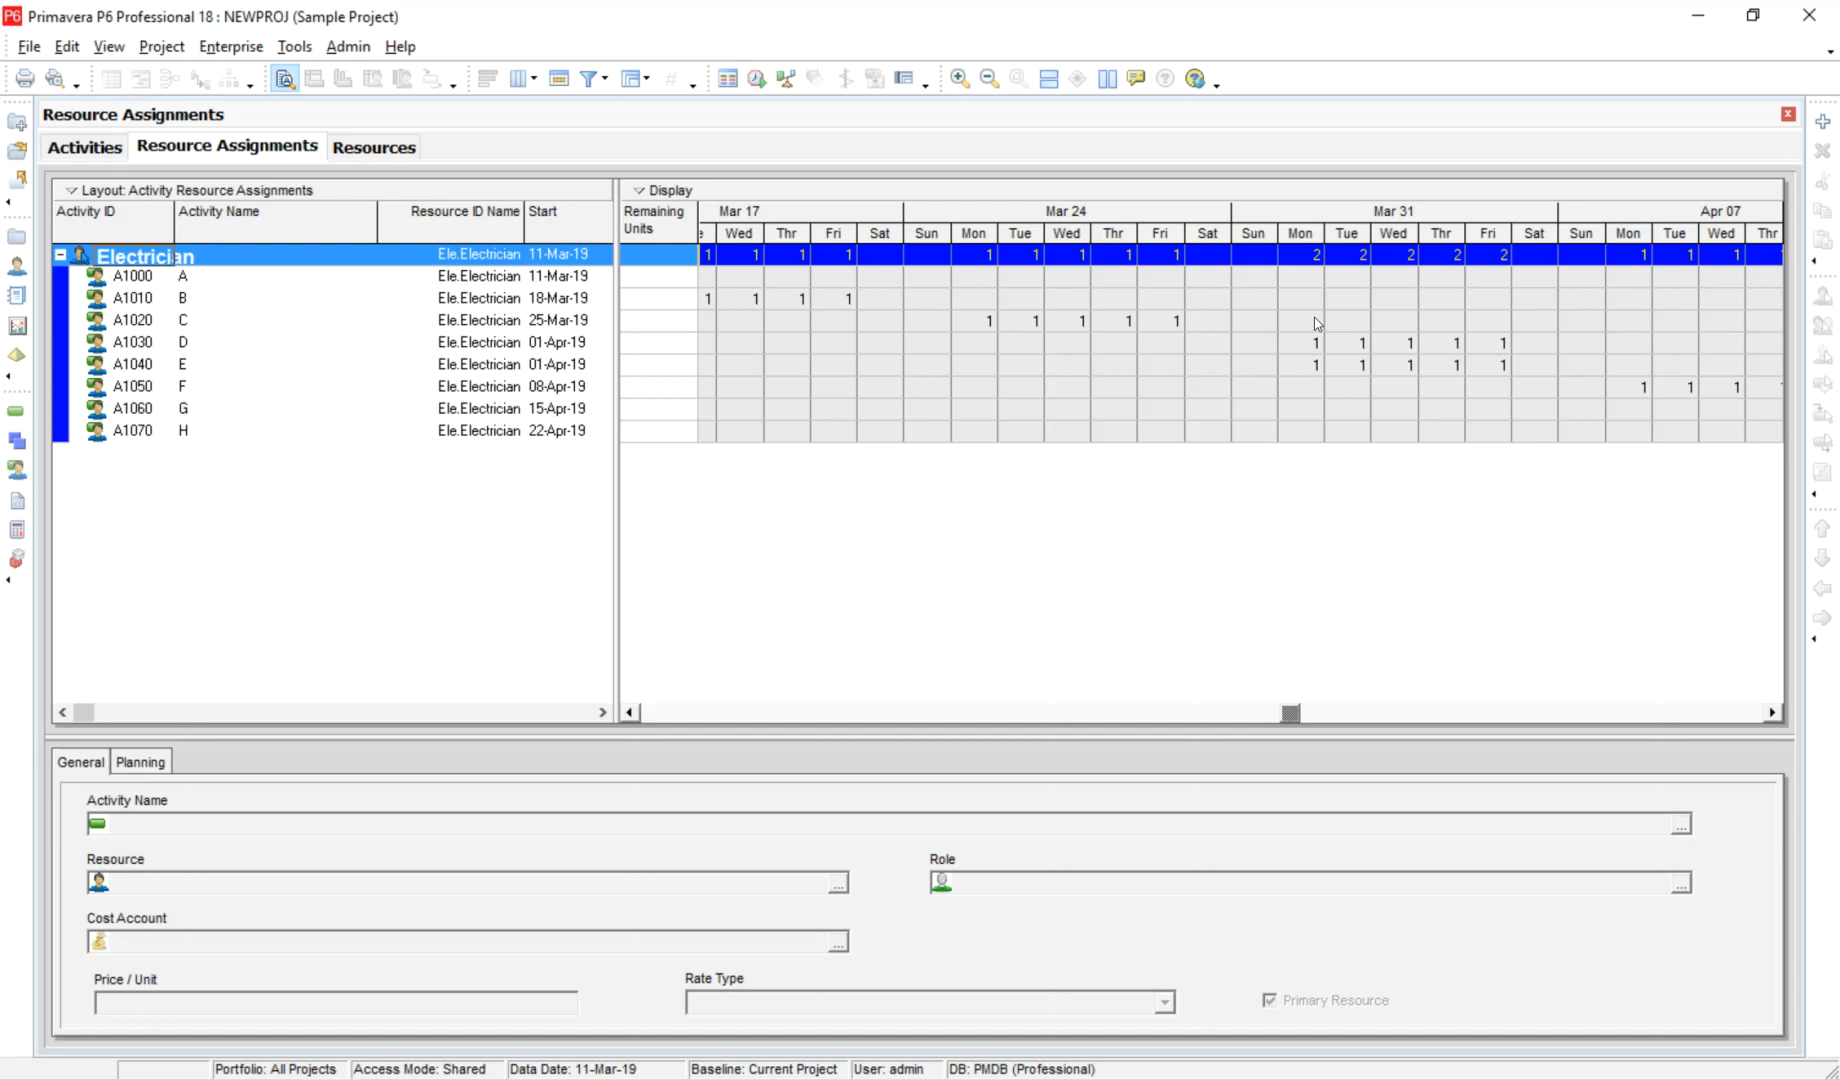 P6 Primavera P6 Professional 18 : NEWPROJ (Sample Project)
File Edit View Project Enterprise Tools Admin Help
Resource Assignments
Activities Resource Assignments Resources
Layout: Activity Resource Assignments Display
Activity ID Activity Name Resource ID Name Start Remaining Units Mar 17 Mar 24 Mar 31 Apr 07
e Wed Thr Fri Sat Sun Mon Tue Wed Thr Fri Sat Sun Mon Tue Wed Thr Fri Sat Sun Mon Tue Wed Thr
Electrician Ele.Electrician 11-Mar-19 1 1 1 1 1 1 1 1 1 2 2 2 2 2 1 1 1
A1000 A Ele.Electrician 11-Mar-19
A1010 B Ele.Electrician 18-Mar-19 1 1 1 1
A1020 C Ele.Electrician 25-Mar-19 1 1 1 1 1
A1030 D Ele.Electrician 01-Apr-19 1 1 1 1 1
A1040 E Ele.Electrician 01-Apr-19 1 1 1 1 1
A1050 F Ele.Electrician 08-Apr-19 1 1 1
A1060 G Ele.Electrician 15-Apr-19
A1070 H Ele.Electrician 22-Apr-19
General Planning
Activity Name
...
Resource Role
... ...
Cost Account
...
Price / Unit Rate Type
Primary Resource
Portfolio: All Projects Access Mode: Shared Data Date: 11-Mar-19 Baseline: Current Project User: admin DB: PMDB (Professional)